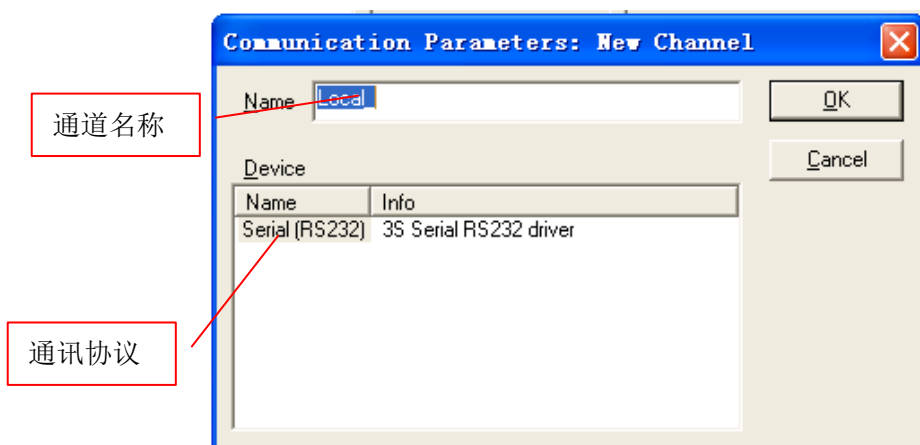 Communication Parameters: New Channel
通道名称
Name Local
OK
Cancel
Device
Name Info
Serial (RS232) 3S Serial RS232 driver
通讯协议